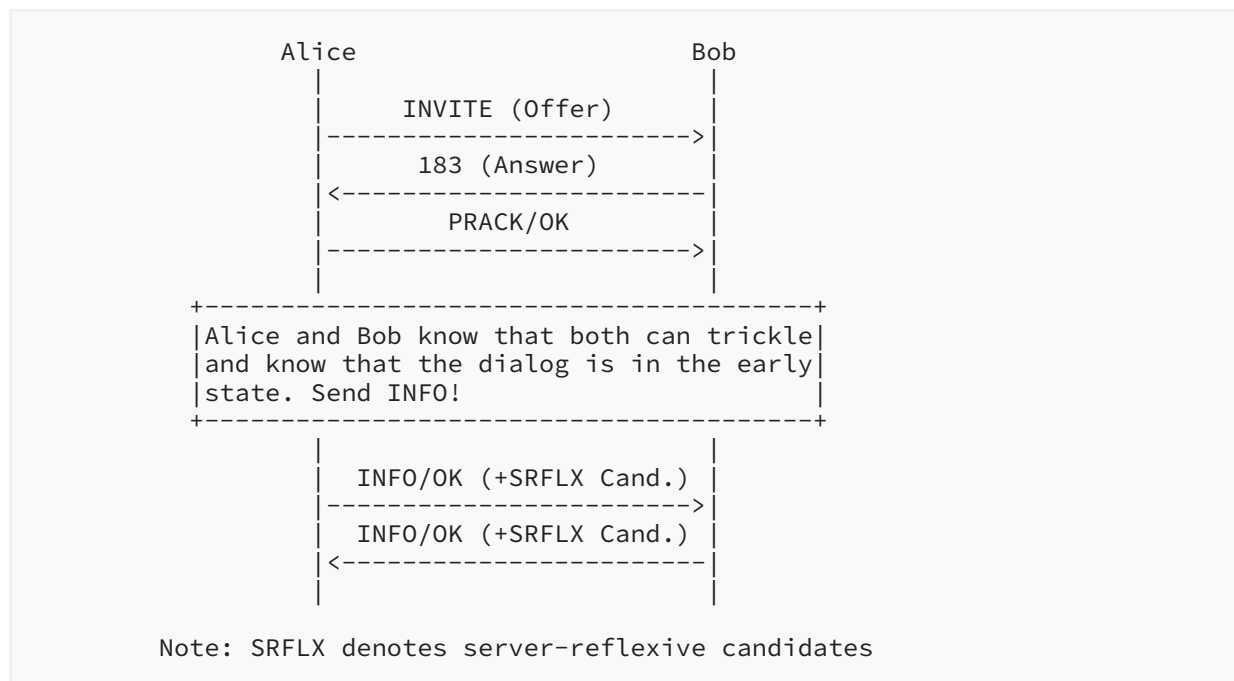 Alice Bob
INVITE (Offer)
183 (Answer)
PRACK/OK
Alice and Bob know that both can trickle
and know that the dialog is in the early
state. Send INFO!
INFO/OK (+SRFLX Cand.)
INFO/OK (+SRFLX Cand.)
Note: SRFLX denotes server-reflexive candidates